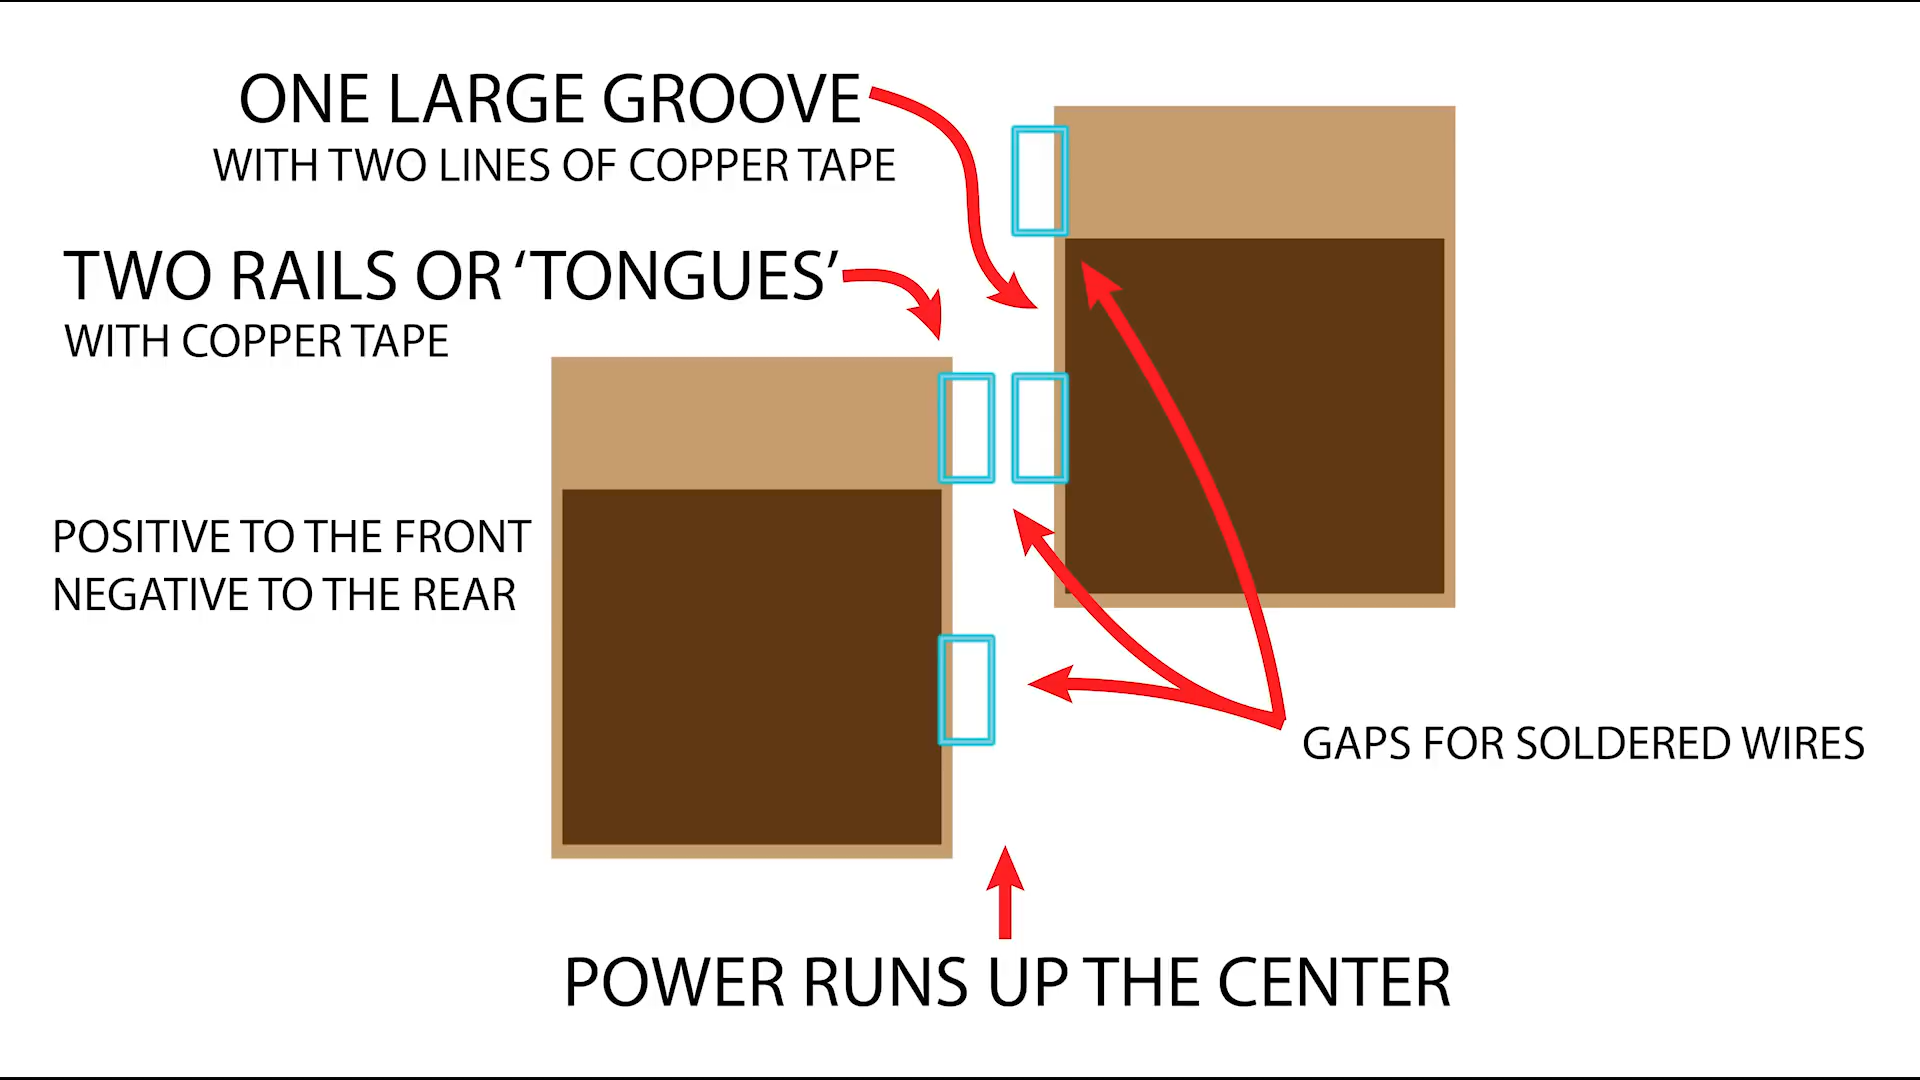 ONE LARGE GROOVE
WITH TWO LINES OF COPPER TAPE
TWO RAILS OR ‘TONGUES’
WITH COPPER TAPE
POSITIVE TO THE FRONT
NEGATIVE TO THE REAR
GAPS FOR SOLDERED WIRES
POWER RUNS UP THE CENTER